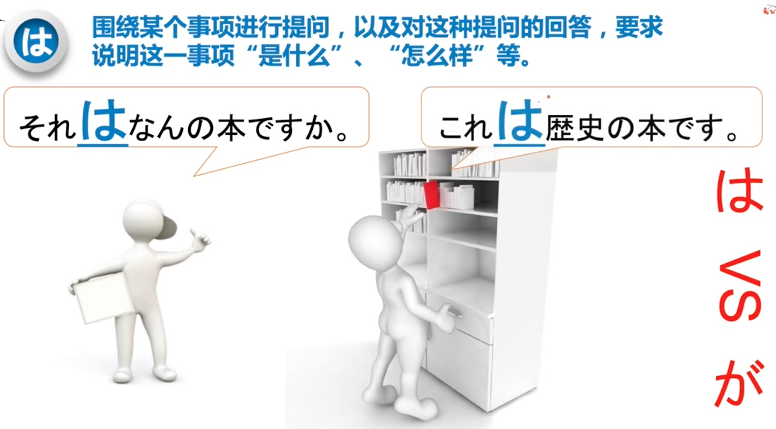 は
围绕某个事项进行提问，以及对这种提问的回答，要求
说明这一事项“是什么”、“怎么样”等。
それはなんの本ですか。
これは歴史の本です。
は VS が